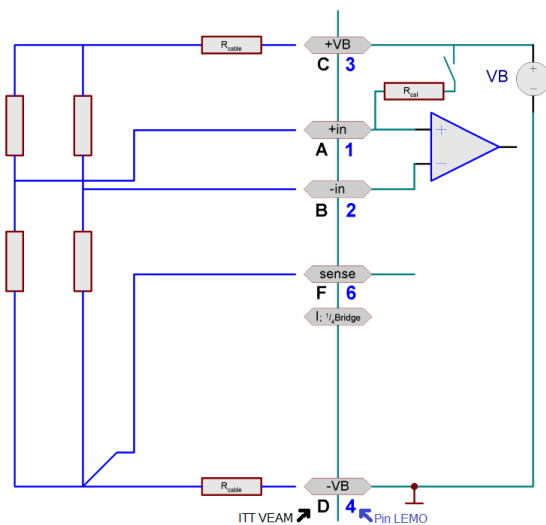 Rcable
+VB
C 3
VB
Rcal
+in
A 1
-in
B 2
sense
F 6
I; 1/4Bridge
Rcable
-VB
D 4
ITT VEAM
Pin LEMO